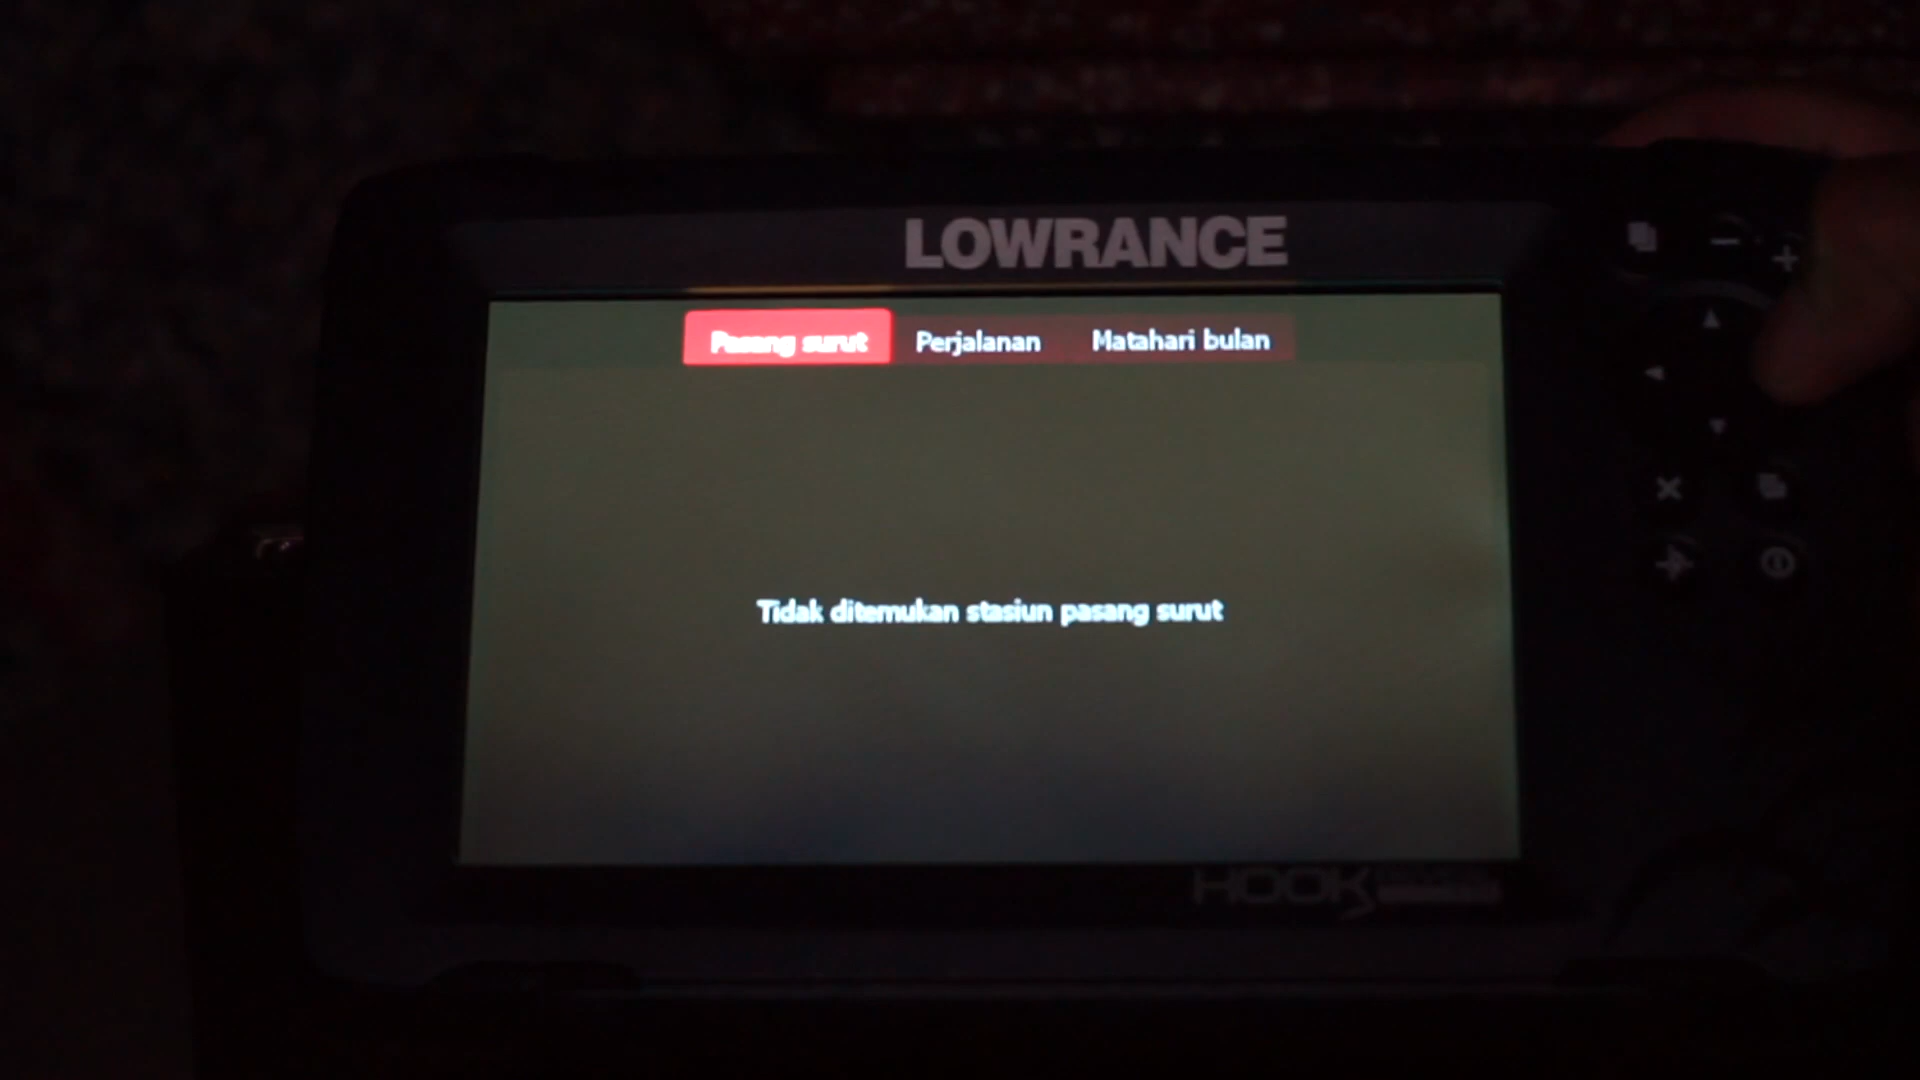 LOWRANCE
Pasang surut Perjalanan Matahari bulan
Tidak ditemukan stasiun pasang surut
HOOK